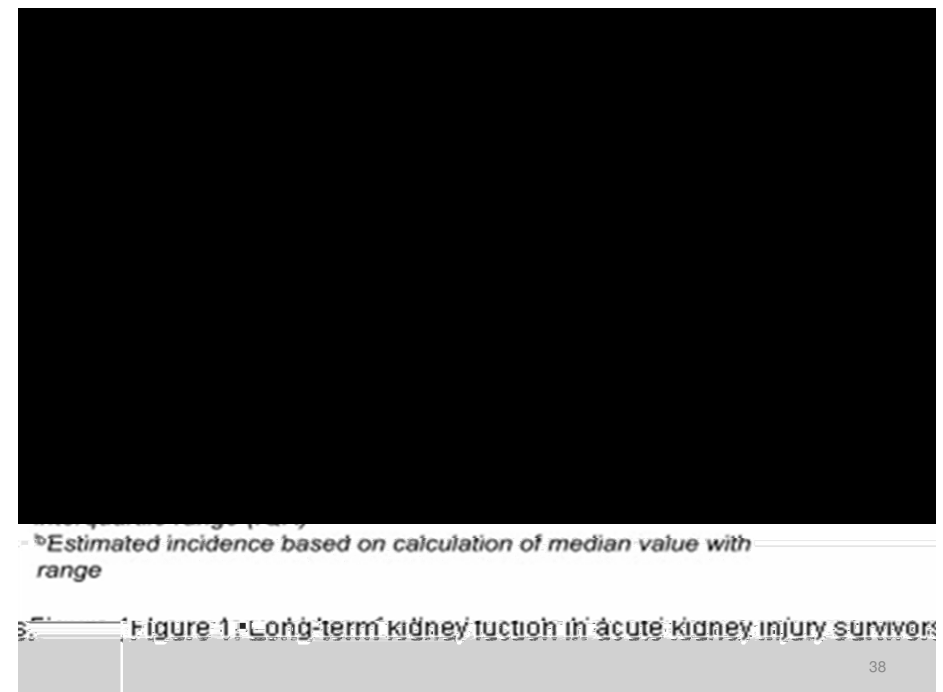 ᵇEstimated incidence based on calculation of median value with
range
Figure 1. Long-term kidney fuction in acute kidney injury survivors
38